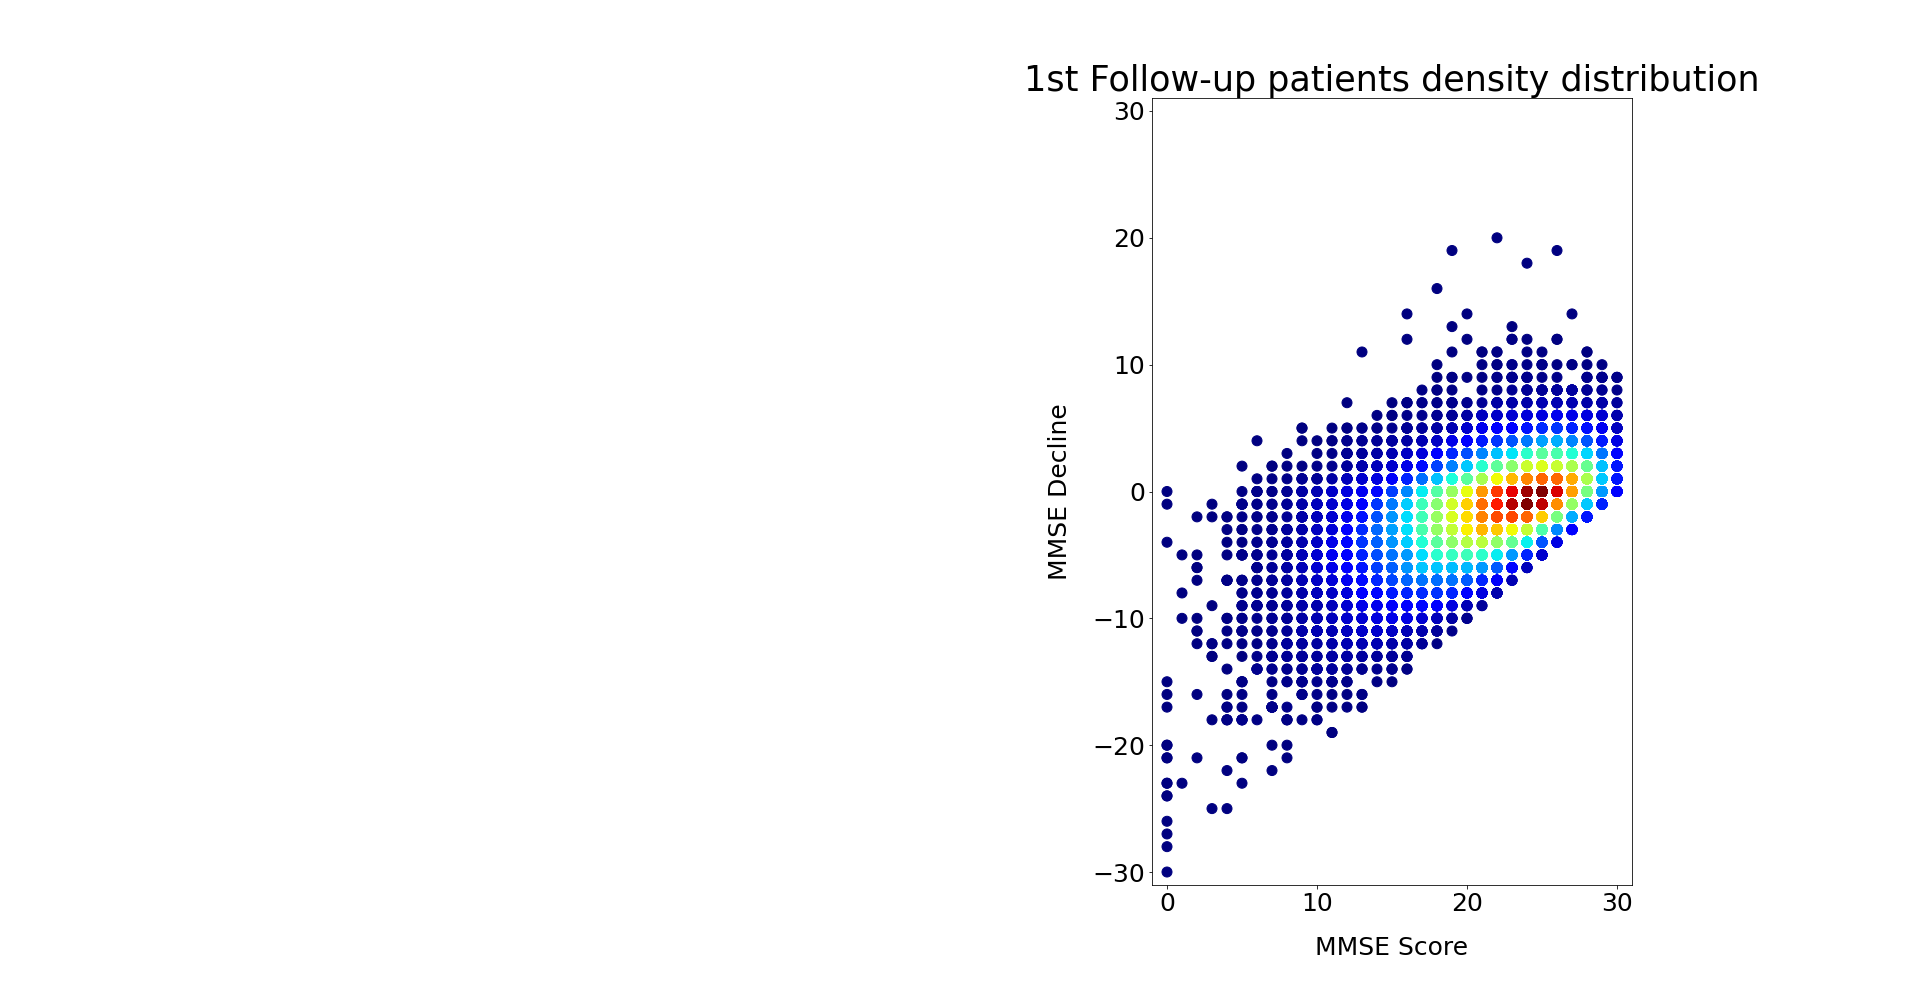 1st Follow-up patients density distribution
30
20
10
0
−10
−20
−30
MMSE Decline
0 10 20 30
MMSE Score